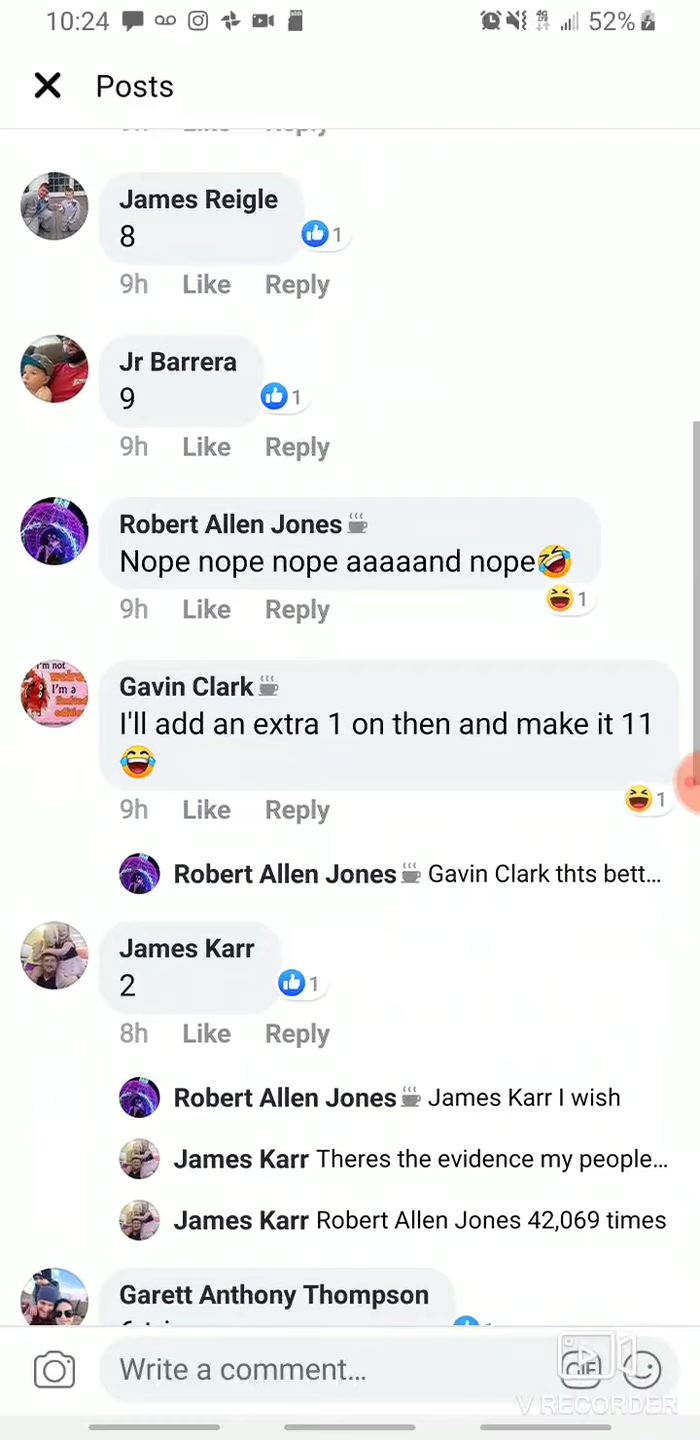 10:24 52%
Posts
Like Reply
James Reigle
8
1
9h Like Reply
Jr Barrera
9
1
9h Like Reply
Robert Allen Jones
Nope nope nope aaaaand nope🤣
1
9h Like Reply
I'm not
I'm a
Gavin Clark
I'll add an extra 1 on then and make it 11
😂
1
9h Like Reply
Robert Allen Jones Gavin Clark thts bett...
James Karr
2
1
8h Like Reply
Robert Allen Jones James Karr I wish
James Karr Theres the evidence my people...
James Karr Robert Allen Jones 42,069 times
Garett Anthony Thompson
Write a comment...
GIF
V RECORDER